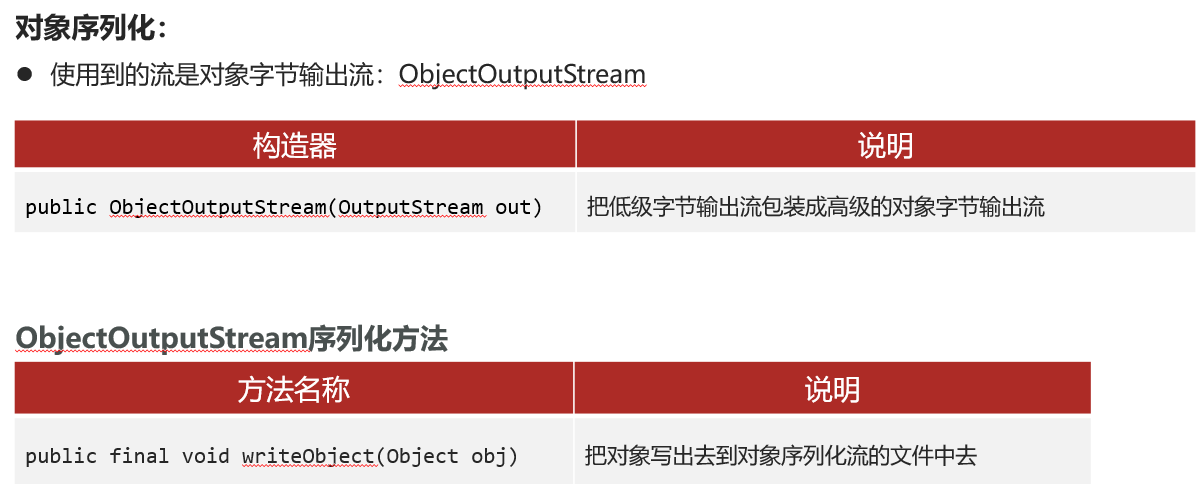 对象序列化：
● 使用到的流是对象字节输出流：ObjectOutputStream
构造器 说明
public ObjectOutputStream(OutputStream out) 把低级字节输出流包装成高级的对象字节输出流
ObjectOutputStream序列化方法
方法名称 说明
public final void writeObject(Object obj) 把对象写出去到对象序列化流的文件中去